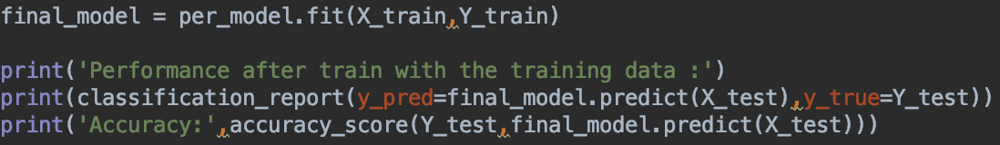 final_model = per_model.fit(X_train,Y_train)
print('Performance after train with the training data :')
print(classification_report(y_pred=final_model.predict(X_test),y_true=Y_test))
print('Accuracy:',accuracy_score(Y_test,final_model.predict(X_test)))